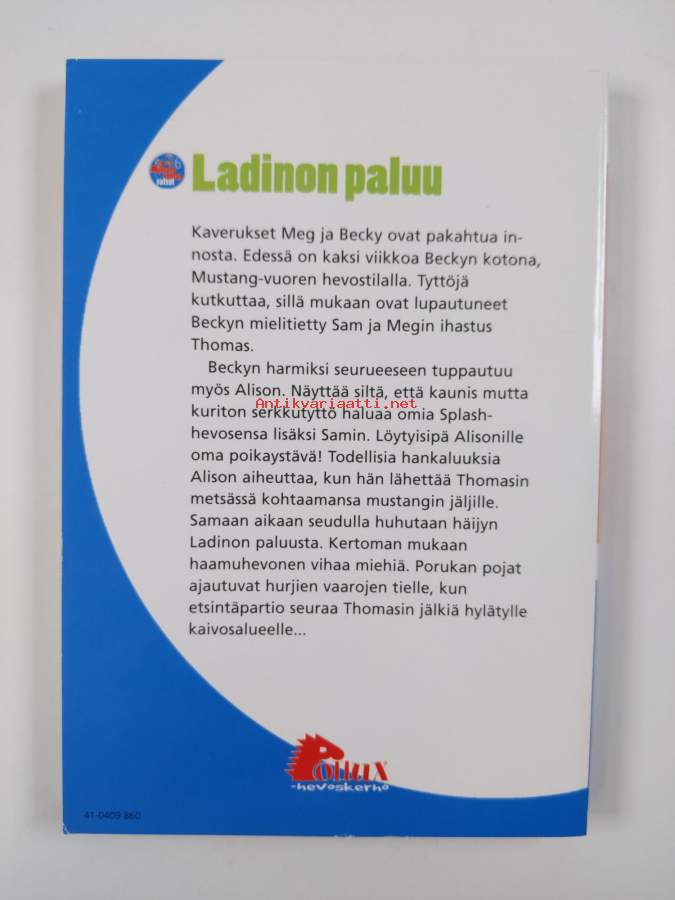 Ladinon paluu
Kaverukset Meg ja Becky ovat pakahtua in-
nosta. Edessä on kaksi viikkoa Beckyn kotona,
Mustang-vuoren hevostilalla. Tyttöjä
kutkuttaa, sillä mukaan ovat lupautuneet
Beckyn mielitietty Sam ja Megin ihastus
Thomas.
Beckyn harmiksi seurueeseen tuppautuu
myös Alison. Näyttää siltä, että kaunis mutta
Antikvariaatti.net
kuriton serkkutyttö haluaa omia Splash-
hevosensa lisäksi Samin. Löytyisipä Alisonille
oma poikaystävä! Todellisia hankaluuksia
Alison aiheuttaa, kun hän lähettää Thomasin
metsässä kohtaamansa mustangin jäljille.
Samaan aikaan seudulla huhutaan häijyn
Ladinon paluusta. Kertoman mukaan
haamuhevonen vihaa miehiä. Porukan pojat
ajautuvat hurjien vaarojen tielle, kun
etsintäpartio seuraa Thomasin jälkiä hylätylle
kaivosalueelle...
Pollux
-hevoskerho
41-0409 860